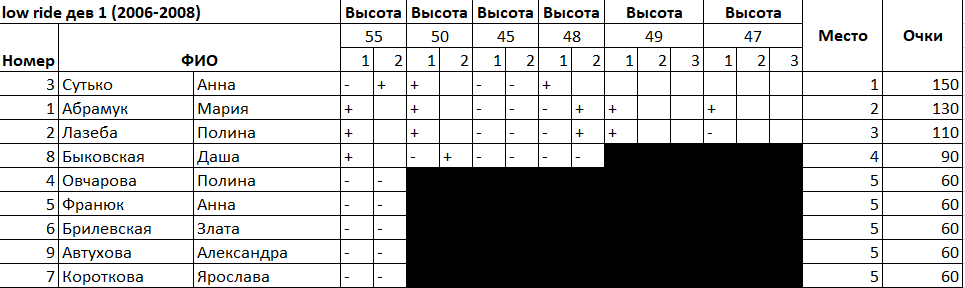 low ride дев 1 (2006-2008) Высота Высота Высота Высота Высота Высота Место Очки
55 50 45 48 49 47
Номер ФИО 1 2 1 2 1 2 1 2 1 2 3 1 2 3
3 Сутько Анна - + + - - + 1 150
1 Абрамук Мария + + - - - + + + 2 130
2 Лазеба Полина + + - - - + + - 3 110
8 Быковская Даша + - + - - - - 4 90
4 Овчарова Полина - - 5 60
5 Франюк Анна - - 5 60
6 Брилевская Злата - - 5 60
9 Автухова Александра - - 5 60
7 Короткова Ярослава - - 5 60